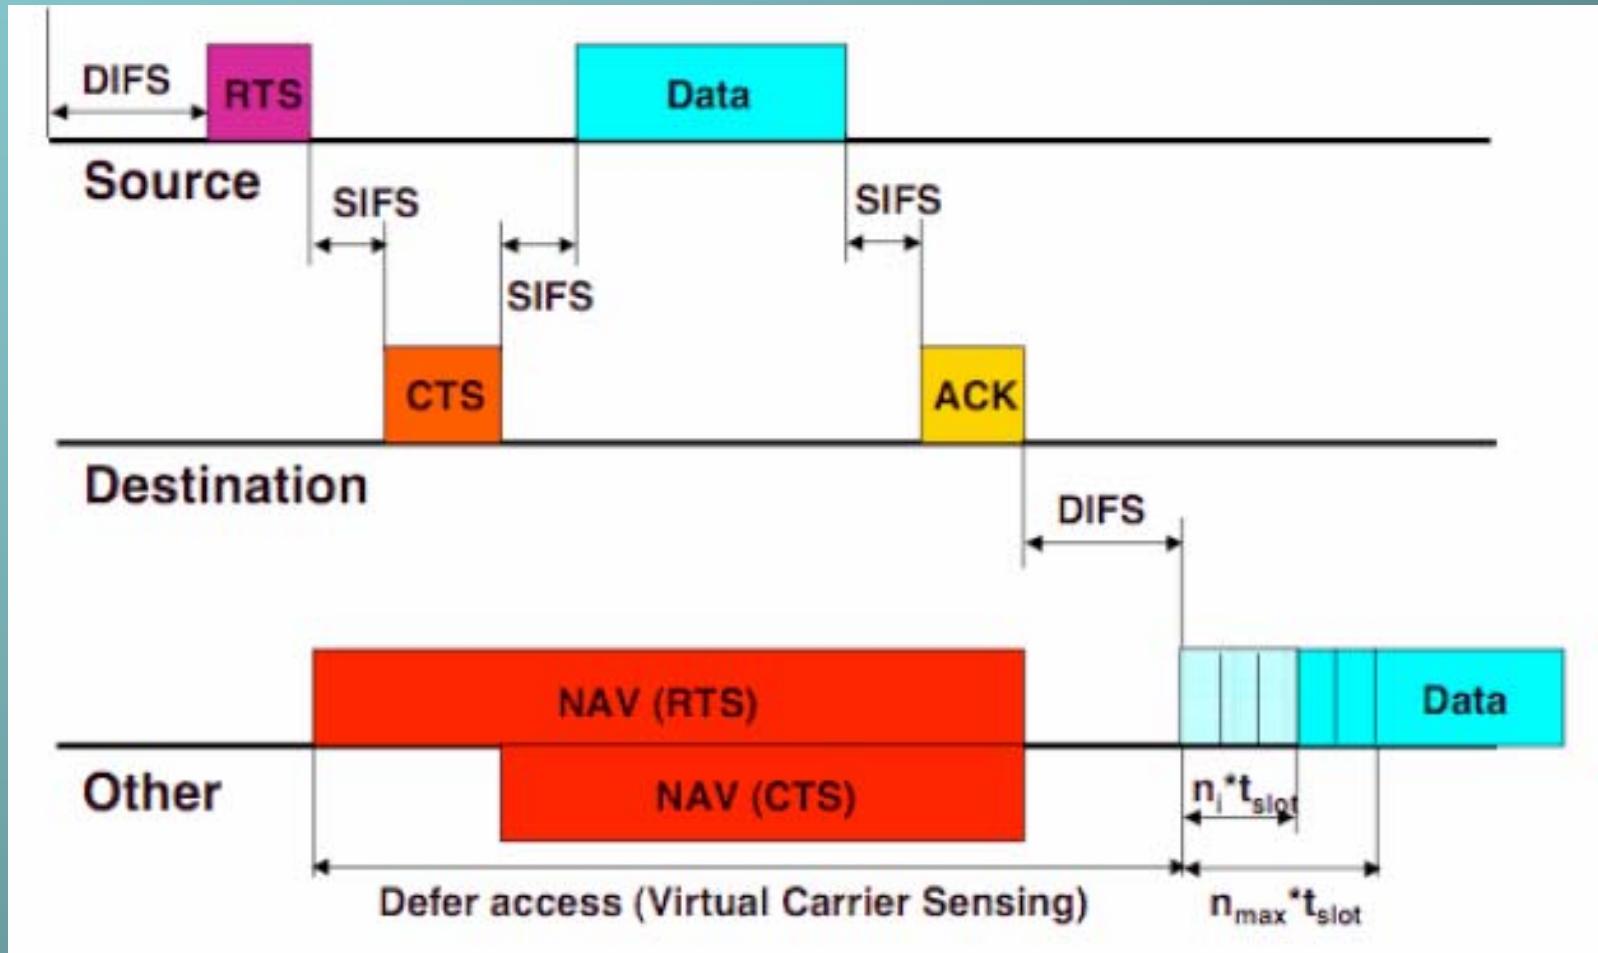 DIFS
RTS
Data
Source
SIFS
SIFS
SIFS
CTS
ACK
Destination
DIFS
NAV (RTS)
Data
Other
NAV (CTS)
ni*tslot
Defer access (Virtual Carrier Sensing)
nmax*tslot